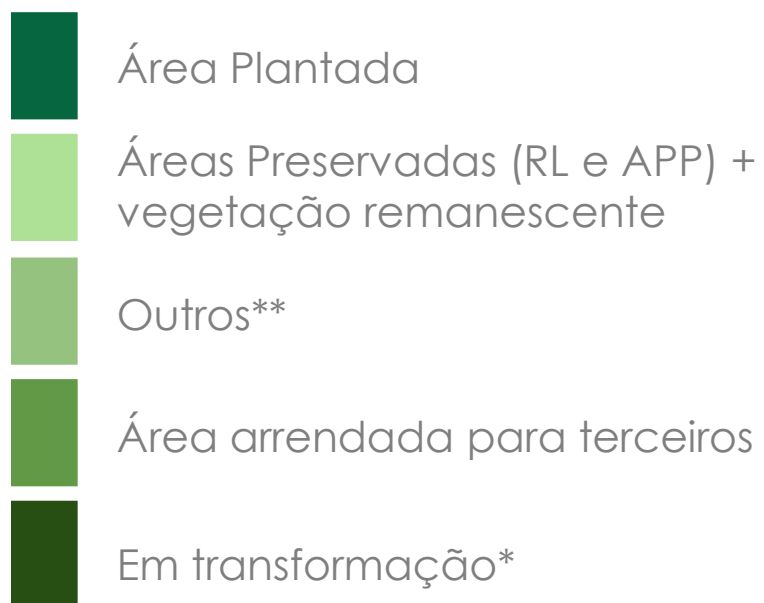 Área Plantada
Áreas Preservadas (RL e APP) +
vegetação remanescente
Outros**
Área arrendada para terceiros
Em transformação*